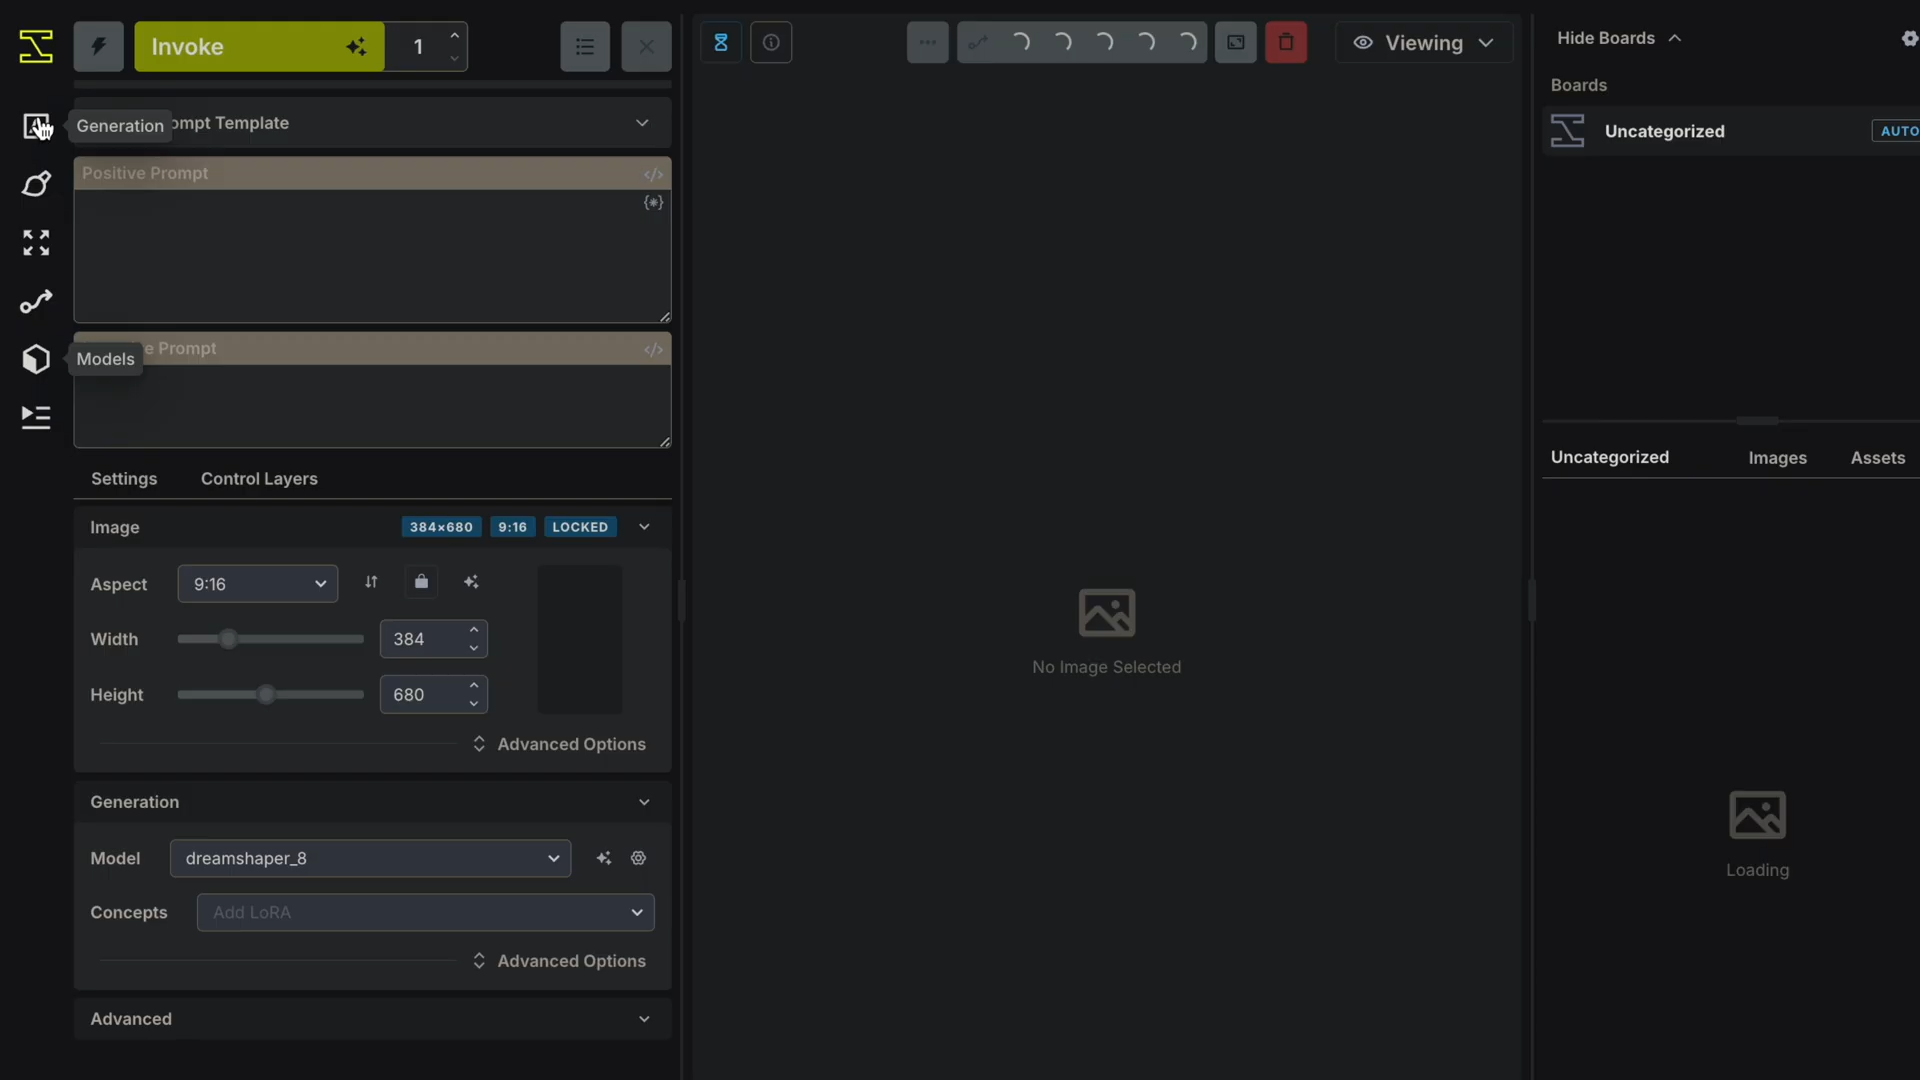 Invoke
1
Viewing
Hide Boards
Boards
Generation
ompt Template
Uncategorized
AUTO
Positive Prompt
</>
{*}
e Prompt
</>
Models
Uncategorized
Images
Assets
Settings
Control Layers
Image
384×680
9:16
LOCKED
Aspect
9:16
Width
384
Height
680
No Image Selected
Advanced Options
Generation
Model
dreamshaper_8
Concepts
Add LoRA
Loading
Advanced Options
Advanced